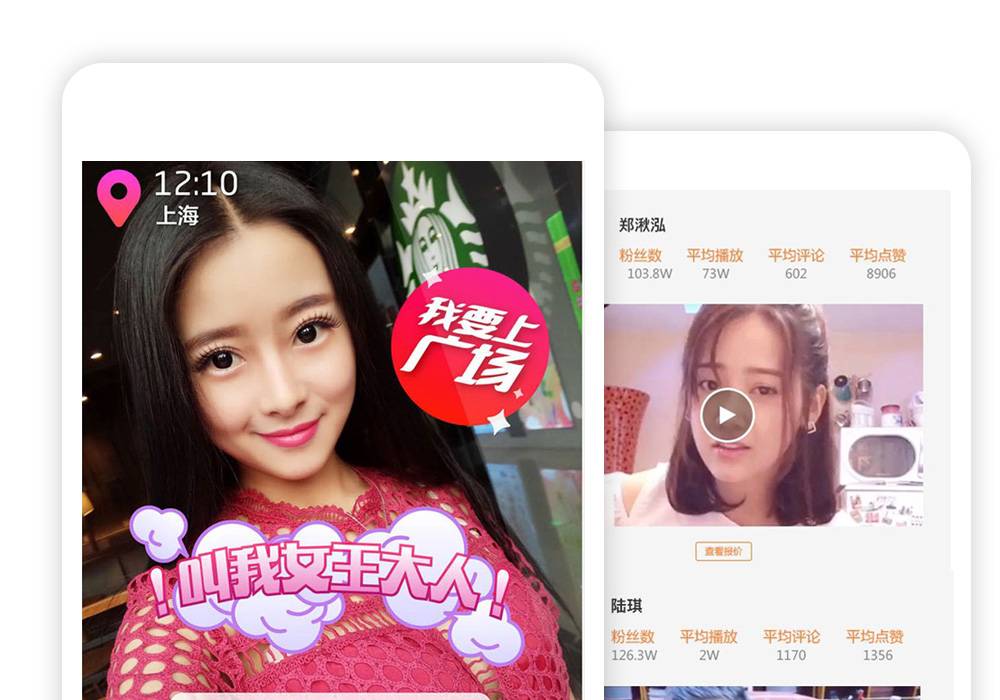 12:10
上海
我要上
广场
！叫我女王大人！
郑湫泓
粉丝数 平均播放 平均评论 平均点赞
103.8W 73W 602 8906
查看报价
陆琪
粉丝数 平均播放 平均评论 平均点赞
126.3W 2W 1170 1356